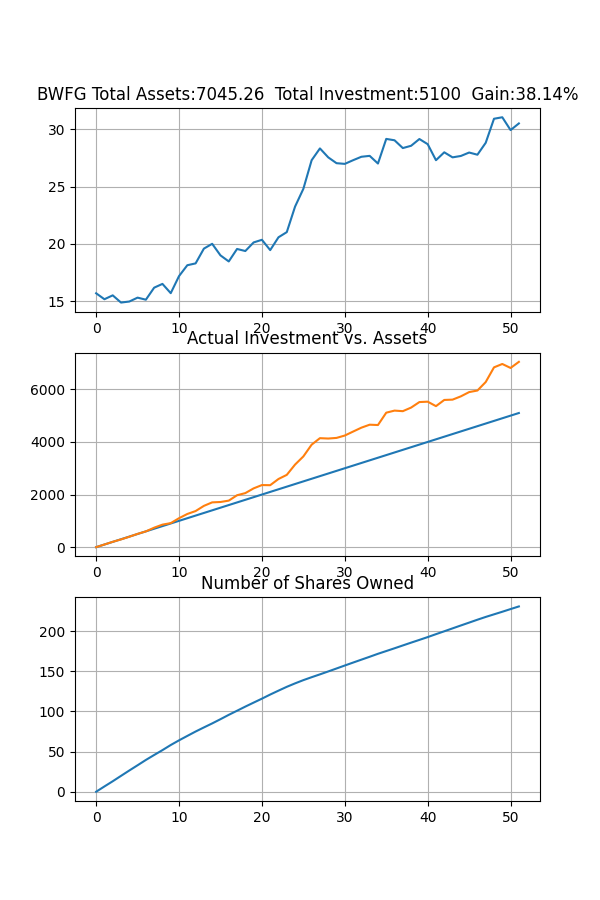 BWFG Total Assets:7045.26  Total Investment:5100  Gain:38.14%
30
25
20
15
0 10 20 30 40 50
Actual Investment vs. Assets
6000
4000
2000
0
0 10 20 30 40 50
Number of Shares Owned
200
150
100
50
0
0 10 20 30 40 50